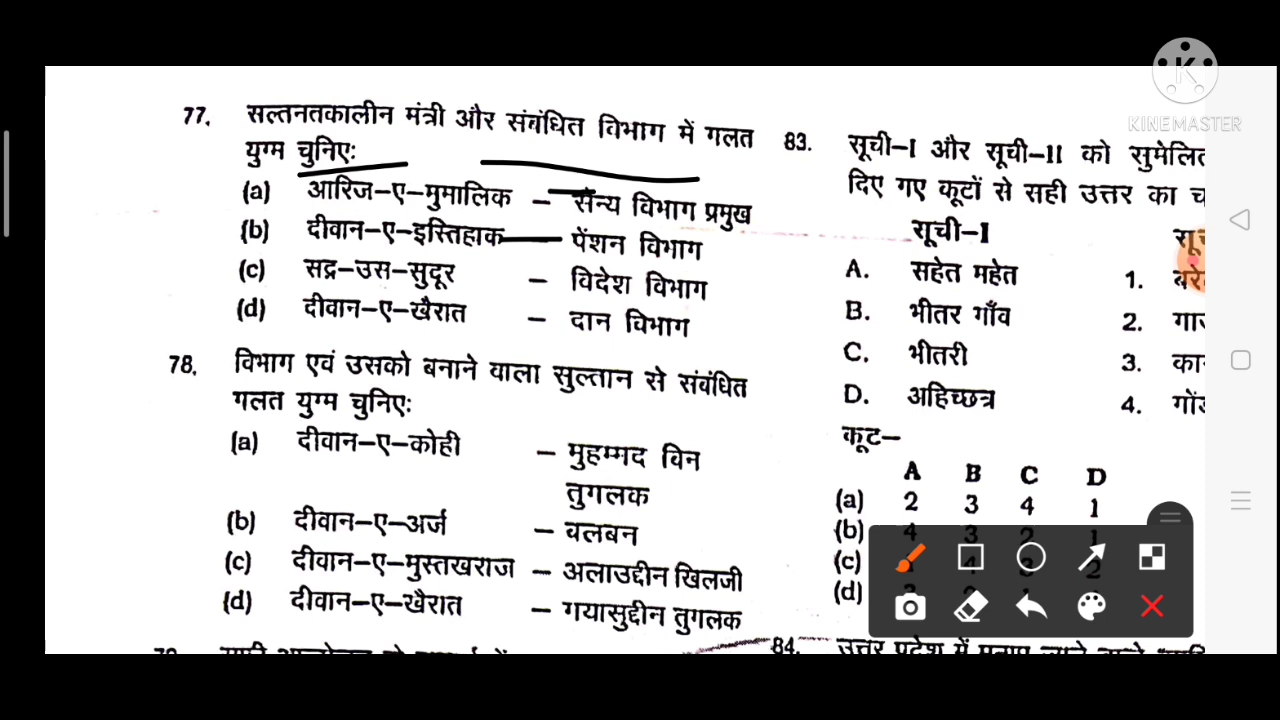 KINEMASTER
77. सल्तनतकालीन मंत्री और संबंधित विभाग में गलत
युग्म चुनिएः
(a) आरिज-ए-मुमालिक – सैन्य विभाग प्रमुख
(b) दीवान-ए-इस्तिहाक – पेंशन विभाग
(c) सद्र-उस-सुदूर – विदेश विभाग
(d) दीवान-ए-खैरात – दान विभाग
78. विभाग एवं उसको बनाने वाला सुल्तान से संबंधित
गलत युग्म चुनिएः
(a) दीवान-ए-कोही – मुहम्मद विन
तुगलक
(b) दीवान-ए-अर्ज – वलबन
(c) दीवान-ए-मुस्तखराज – अलाउद्दीन खिलजी
(d) दीवान-ए-खैरात – गयासुद्दीन तुगलक
83. सूची-I और सूची-II को
दिए गए कूटों से सही उत्तर का
सूची-I
A. सहेत महेत 1.
B. भीतर गाँव 2.
C. भीतरी 3.
D. अहिच्छत्र 4.
कूट–
A B C D
(a) 2 3 4 1
(b)
(c)
(d)
84.